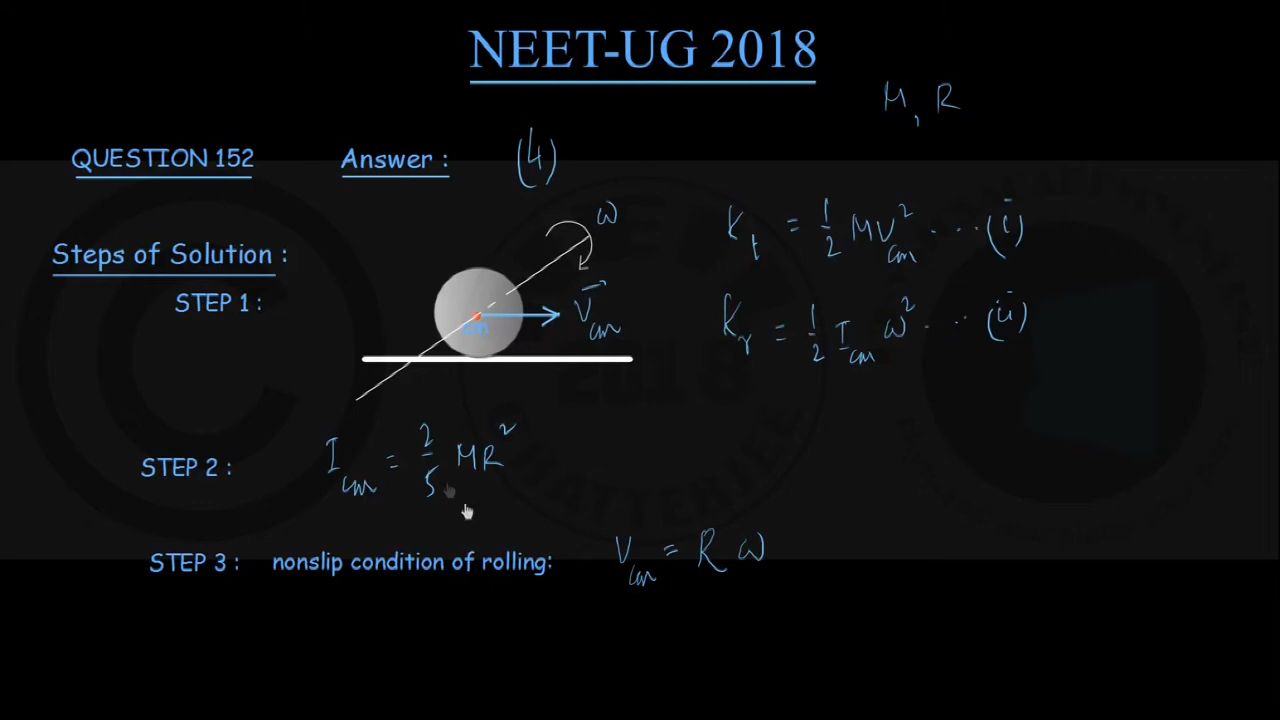 NEET-UG 2018
M, R
QUESTION 152 Answer : (4)
ω
K_t = 1/2 M V_cm^2 ... (i)
Steps of Solution :
STEP 1 :
V_cm
cm
K_r = 1/2 I_cm ω^2 ... (ii)
2018
STEP 2 : I_cm = 2/5 MR^2
STEP 3 : nonslip condition of rolling: V_cm = R ω